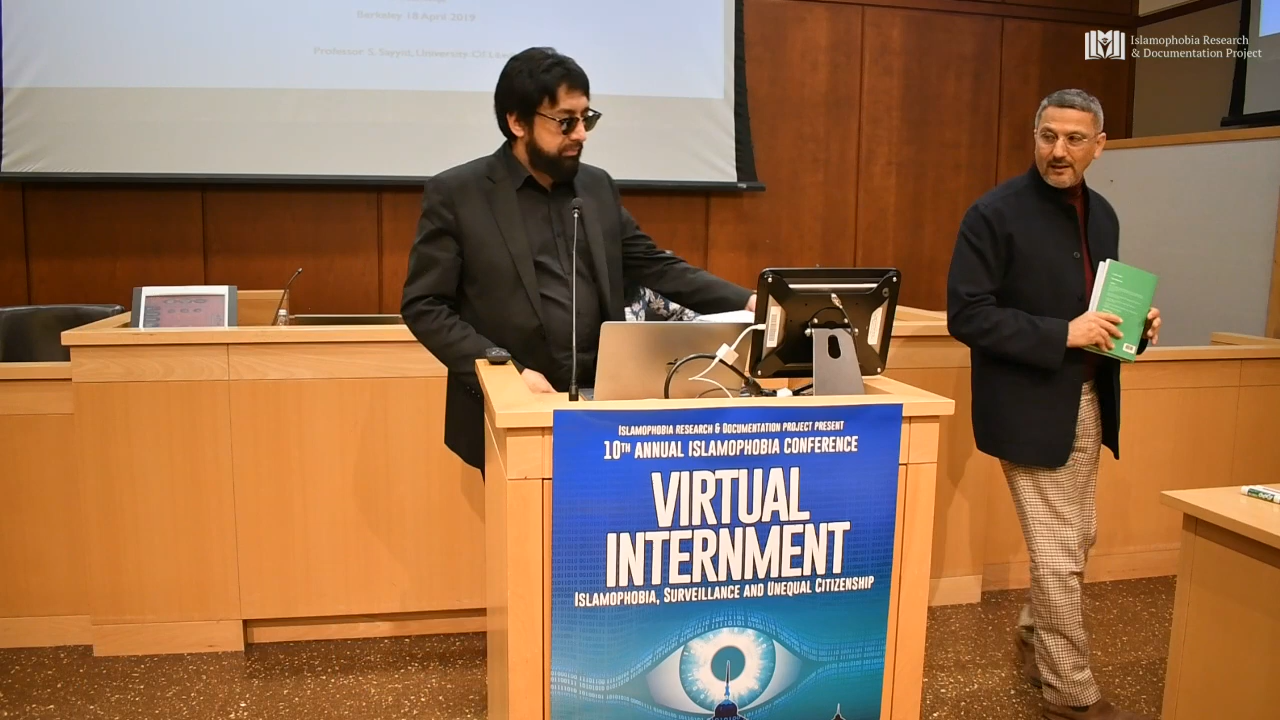 Berkeley 18 April 2019
Professor S. Sayyid, University Of
Islamophobia Research
& Documentation Project
ISLAMOPHOBIA RESEARCH & DOCUMENTATION PROJECT PRESENT
10TH ANNUAL ISLAMOPHOBIA CONFERENCE
VIRTUAL
INTERNMENT
ISLAMOPHOBIA, SURVEILLANCE AND UNEQUAL CITIZENSHIP